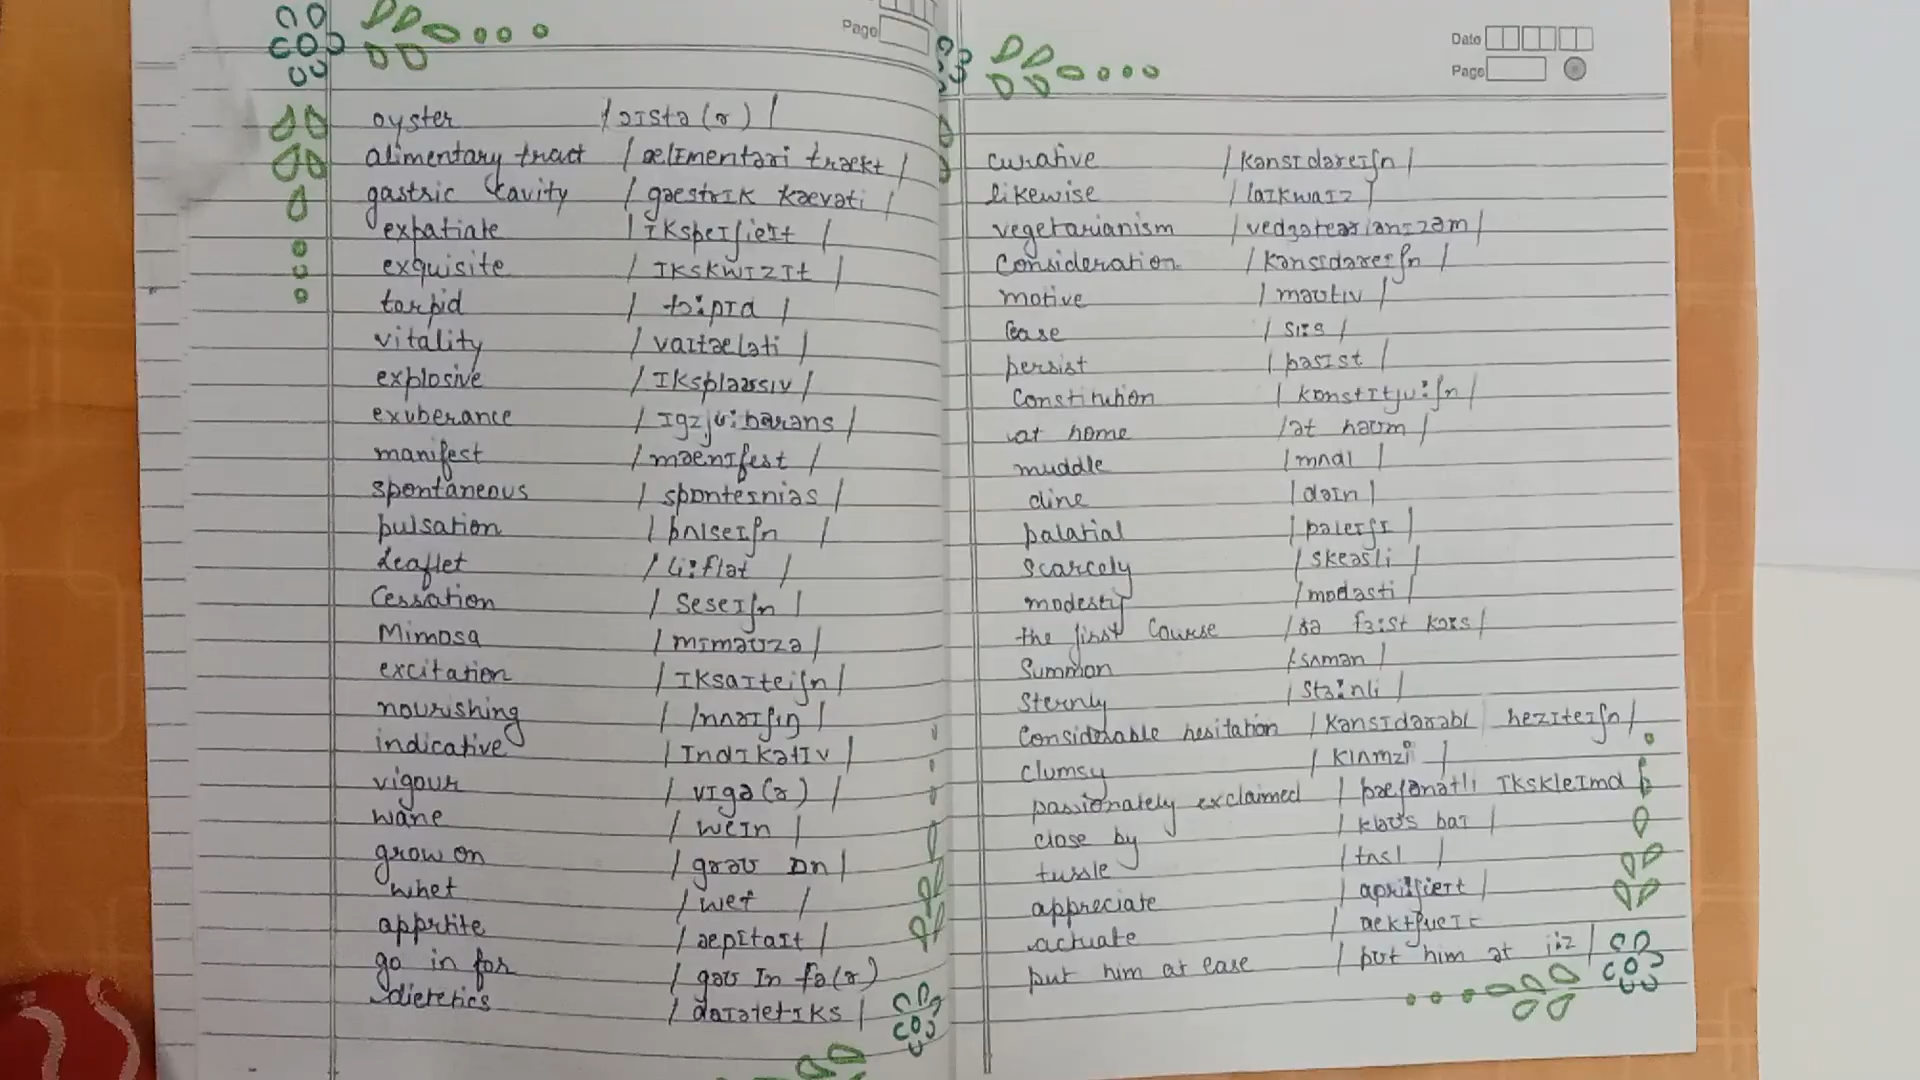 Page
oyster /ɔɪstə(r)/
alimentary tract /ælɪmentəri trækt/
gastric cavity /gæstrɪk kævəti/
expatiate /ɪkspeɪʃieɪt/
exquisite /ɪkskwɪzɪt/
torpid /tɔːpɪd/
vitality /vaɪtæləti/
explosive /ɪkspləʊsɪv/
exuberance /ɪgzjuːbərəns/
manifest /mænɪfest/
spontaneous /spɒnteɪniəs/
pulsation /pʌlseɪʃn/
Leaflet /liːflət/
Cessation /seseɪʃn/
Mimosa /mɪməʊzə/
excitation /ɪksaɪteiʃn/
nourishing /nʌrɪʃɪŋ/
indicative /ɪndɪkətɪv/
vigour /vɪgə(r)/
wane /weɪn/
grow on /grəʊ ɒn/
whet /wet/
apprtite /æpɪtaɪt/
go in for /gəʊ ɪn fə(r)
dietetics /daɪətetɪks/
Date
Page
curative /kənsɪdəreɪʃn/
likewise /laɪkwaɪz/
vegetarianism /vedʒəteəriənɪzəm/
Consideration /kənsɪdəreɪʃn/
motive /məʊtɪv/
Cease /siːs/
persist /pəsɪst/
Constitution /kɒnstɪtjuːʃn/
at home /ət həʊm/
muddle /mʌdl/
dine /daɪn/
palatial /pəleɪʃl/
scarcely /skeəsli/
modesty /mɒdəsti/
the first Course /ðə fɜːst kɔːs/
Summon /sʌmən/
Sternly /stɜːnli/
Considerable hesitation /kənsɪdərəbl hezɪteɪʃn/
clumsy /klʌmzi/
passionately exclaimed /pæʃənətli ɪkskleɪmd
close by /kləʊs baɪ/
tussle /tʌsl/
appreciate /əpriːʃieɪt/
actuate /æktʃueɪt
put him at ease /pʊt him ət iːz/